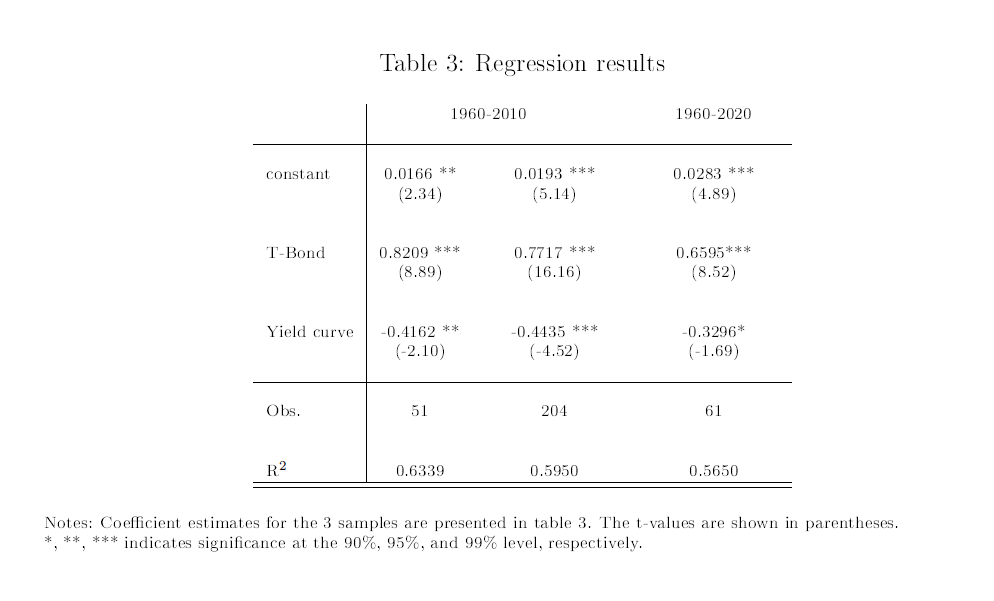 Table 3: Regression results
1960-2010 1960-2020
constant 0.0166 ** 0.0193 *** 0.0283 ***
(2.34) (5.14) (4.89)
T-Bond 0.8209 *** 0.7717 *** 0.6595***
(8.89) (16.16) (8.52)
Yield curve -0.4162 ** -0.4435 *** -0.3296*
(-2.10) (-4.52) (-1.69)
Obs. 51 204 61
R² 0.6339 0.5950 0.5650
Notes: Coefficient estimates for the 3 samples are presented in table 3. The t-values are shown in parentheses.
*, **, *** indicates significance at the 90%, 95%, and 99% level, respectively.